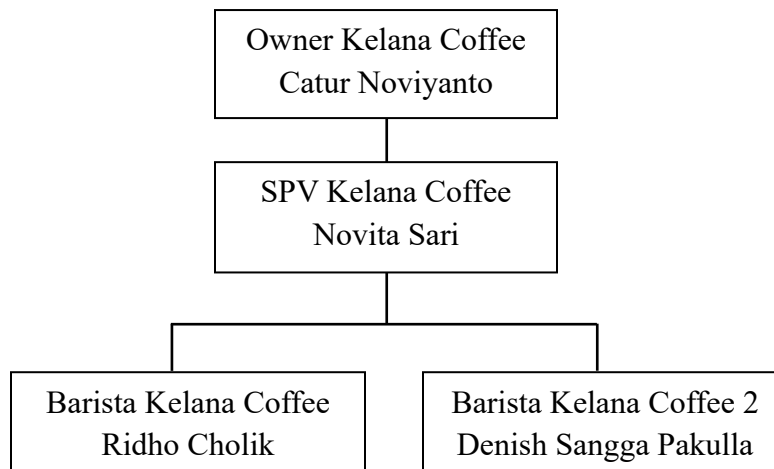 Owner Kelana Coffee
Catur Noviyanto
SPV Kelana Coffee
Novita Sari
Barista Kelana Coffee
Ridho Cholik
Barista Kelana Coffee 2
Denish Sangga Pakulla